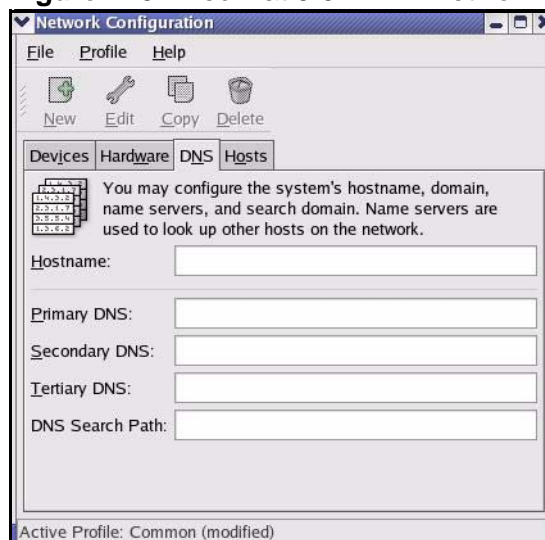 Network Configuration
File Profile Help
New Edit Copy Delete
Devices Hardware DNS Hosts
You may configure the system's hostname, domain,
name servers, and search domain. Name servers are
used to look up other hosts on the network.
Hostname:
Primary DNS:
Secondary DNS:
Tertiary DNS:
DNS Search Path:
Active Profile: Common (modified)